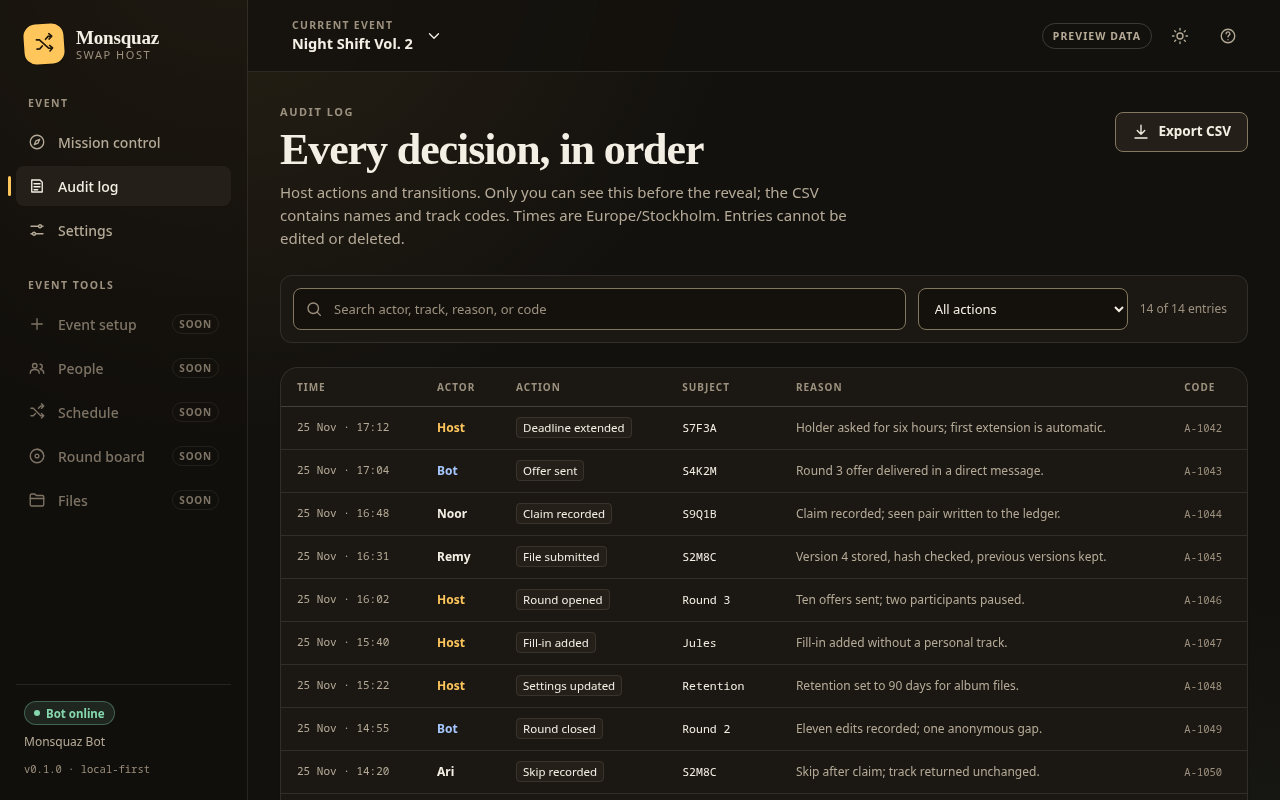 Monsquaz
SWAP HOST
EVENT
Mission control
Audit log
Settings
EVENT TOOLS
Event setup SOON
People SOON
Schedule SOON
Round board SOON
Files SOON
Bot online
Monsquaz Bot
v0.1.0 · local-first
CURRENT EVENT
Night Shift Vol. 2
PREVIEW DATA
AUDIT LOG
Every decision, in order
Host actions and transitions. Only you can see this before the reveal; the CSV
contains names and track codes. Times are Europe/Stockholm. Entries cannot be
edited or deleted.
Export CSV
Search actor, track, reason, or code
All actions
14 of 14 entries
TIME ACTOR ACTION SUBJECT REASON CODE
25 Nov · 17:12 Host Deadline extended S7F3A Holder asked for six hours; first extension is automatic. A-1042
25 Nov · 17:04 Bot Offer sent S4K2M Round 3 offer delivered in a direct message. A-1043
25 Nov · 16:48 Noor Claim recorded S9Q1B Claim recorded; seen pair written to the ledger. A-1044
25 Nov · 16:31 Remy File submitted S2M8C Version 4 stored, hash checked, previous versions kept. A-1045
25 Nov · 16:02 Host Round opened Round 3 Ten offers sent; two participants paused. A-1046
25 Nov · 15:40 Host Fill-in added Jules Fill-in added without a personal track. A-1047
25 Nov · 15:22 Host Settings updated Retention Retention set to 90 days for album files. A-1048
25 Nov · 14:55 Bot Round closed Round 2 Eleven edits recorded; one anonymous gap. A-1049
25 Nov · 14:20 Ari Skip recorded S2M8C Skip after claim; track returned unchanged. A-1050